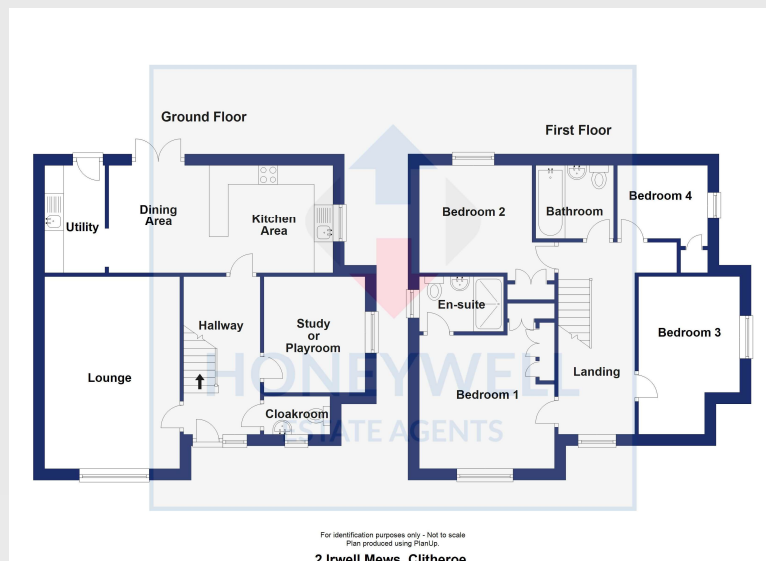 Ground Floor
First Floor
Utility
Dining
Area
Kitchen
Area
Lounge
Hallway
Study
or
Playroom
Cloakroom
Bedroom 2
Bathroom
Bedroom 4
En-suite
Bedroom 1
Landing
Bedroom 3
HONEYWELL
ESTATE AGENTS
For identification purposes only - Not to scale
Plan produced using PlanUp.
2 Irwell Mews, Clitheroe